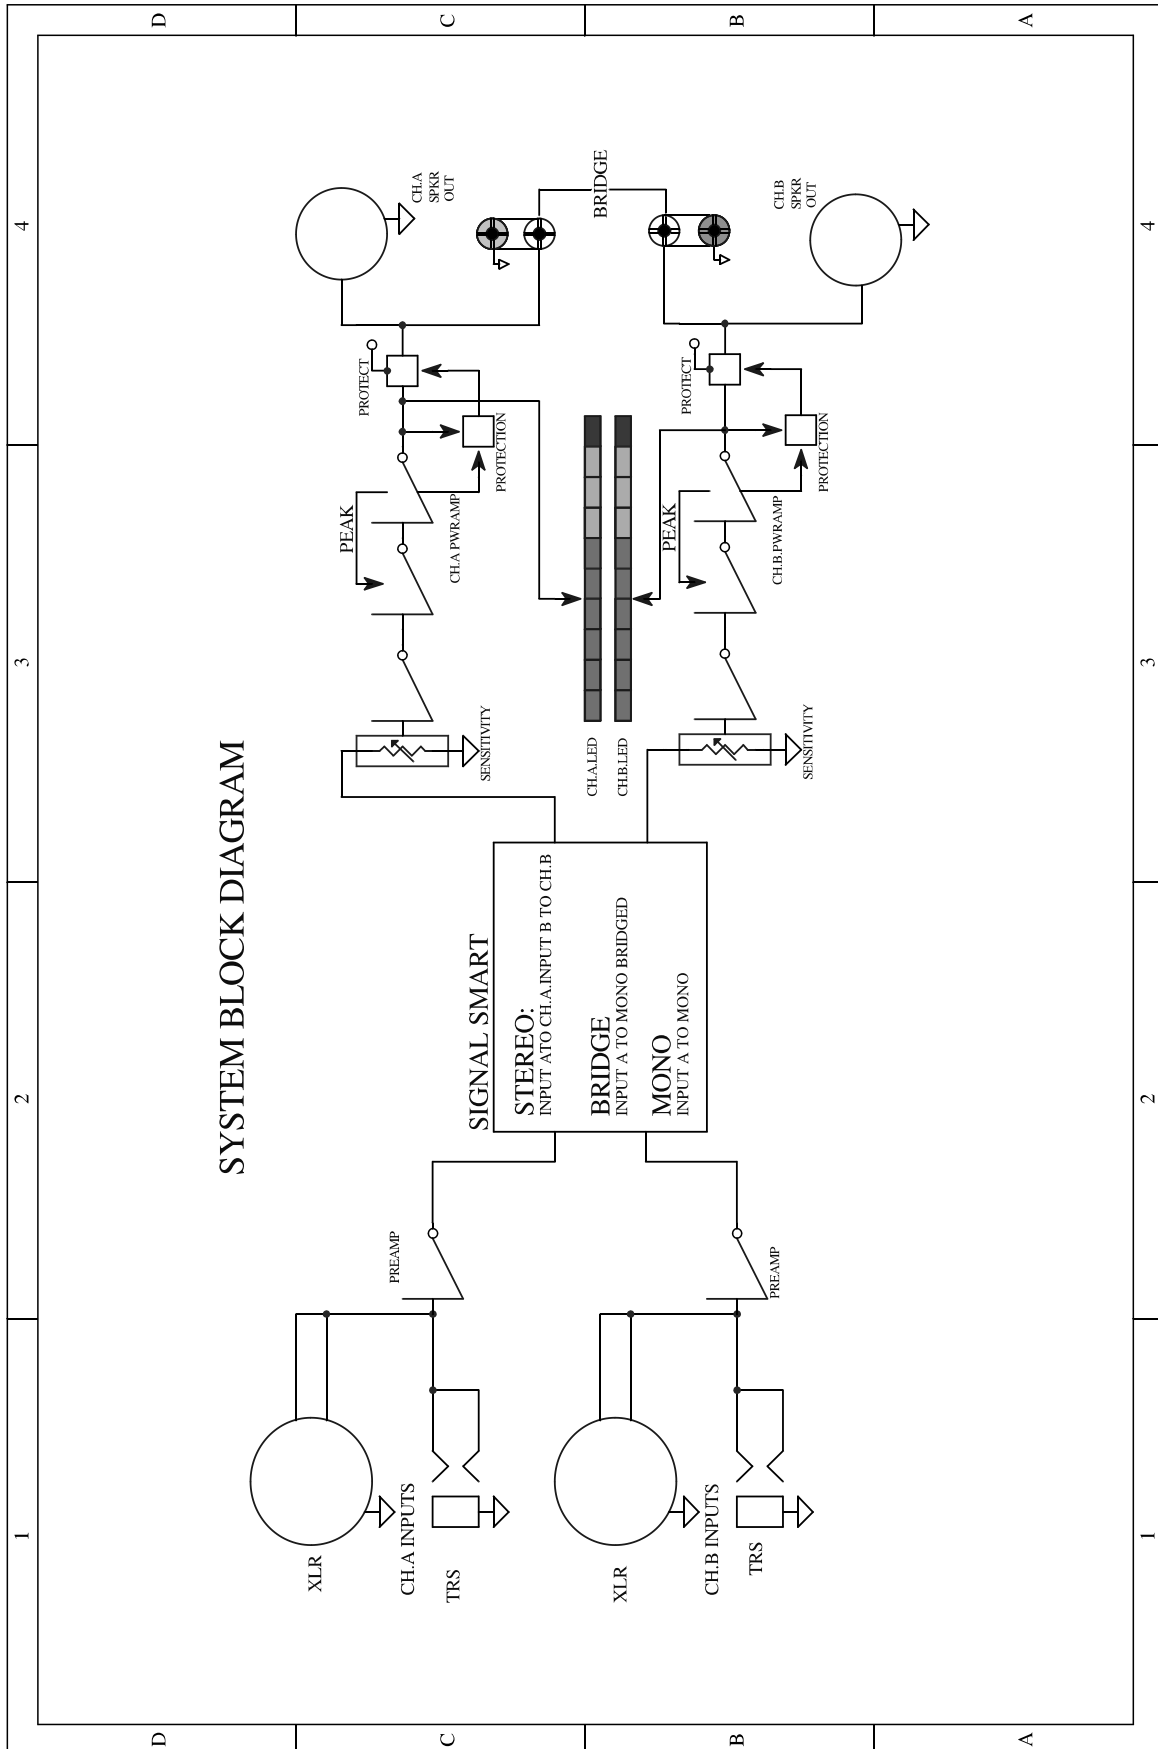 SYSTEM BLOCK DIAGRAM
D
C
B
A
D
C
B
A
1
2
3
4
1
2
3
4
XLR
CH.A INPUTS
TRS
PREAMP
XLR
CH.B INPUTS
TRS
PREAMP
SIGNAL SMART
STEREO:
INPUT ATO CH.A.INPUT B TO CH.B
BRIDGE
INPUT A TO MONO BRIDGED
MONO
INPUT A TO MONO
SENSITIVITY
PEAK
CH.A PWRAMP
PROTECT
PROTECTION
CH.A
SPKR
OUT
CH.A.LED
CH.B.LED
BRIDGE
SENSITIVITY
PEAK
CH.B.PWRAMP
PROTECT
PROTECTION
CH.B
SPKR
OUT